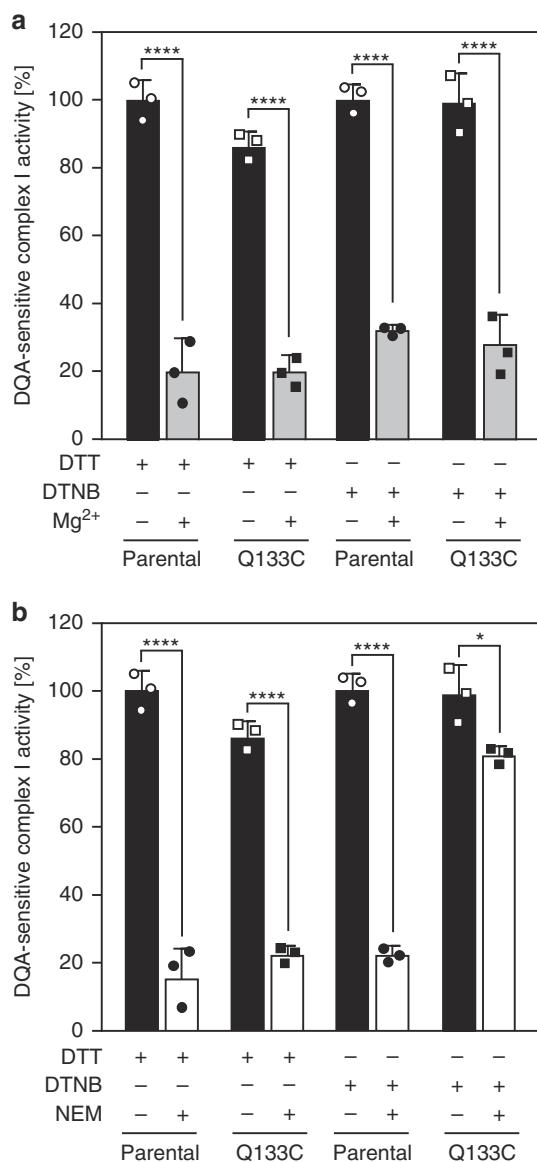 a
DQA-sensitive complex I activity [%]
120
100
80
60
40
20
0
**** **** **** ****
DTT + + + + – – – –
DTNB – – – – + + + +
Mg²⁺ – + – + – + – +
Parental Q133C Parental Q133C
b
DQA-sensitive complex I activity [%]
120
100
80
60
40
20
0
**** **** **** *
DTT + + + + – – – –
DTNB – – – – + + + +
NEM – + – + – + – +
Parental Q133C Parental Q133C